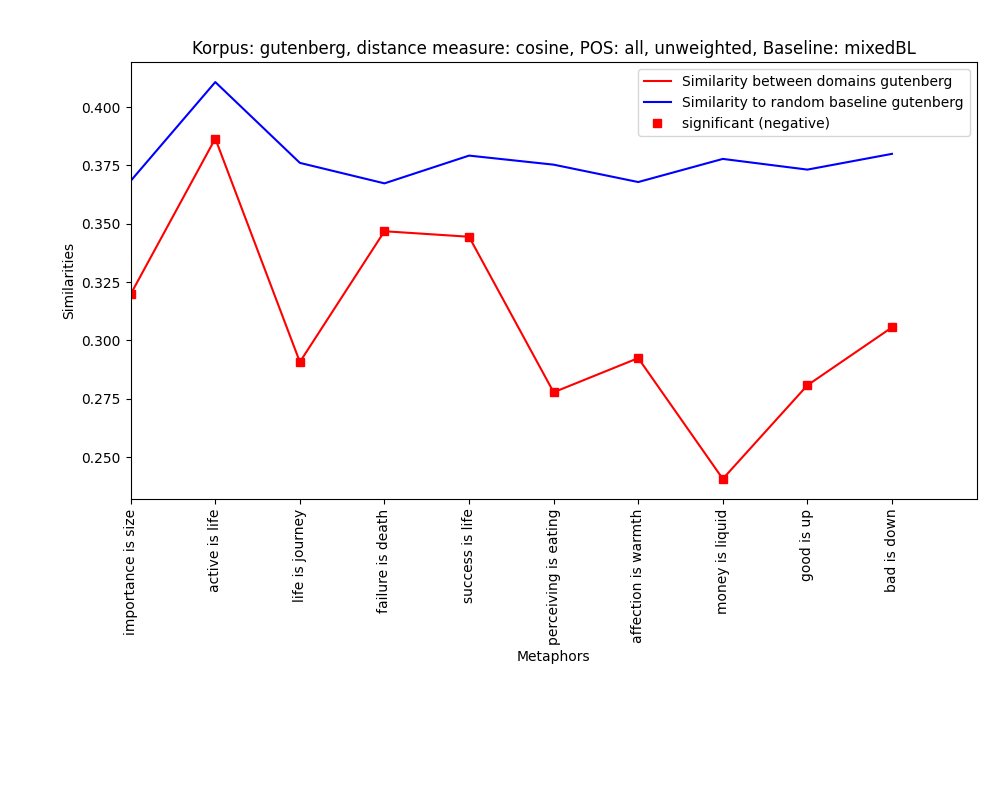 Korpus: gutenberg, distance measure: cosine, POS: all, unweighted, Baseline: mixedBL
Similarity between domains gutenberg
Similarity to random baseline gutenberg
significant (negative)
0.400
0.375
0.350
0.325
0.300
0.275
0.250
Similarities
importance is size
active is life
life is journey
failure is death
success is life
perceiving is eating
affection is warmth
money is liquid
good is up
bad is down
Metaphors